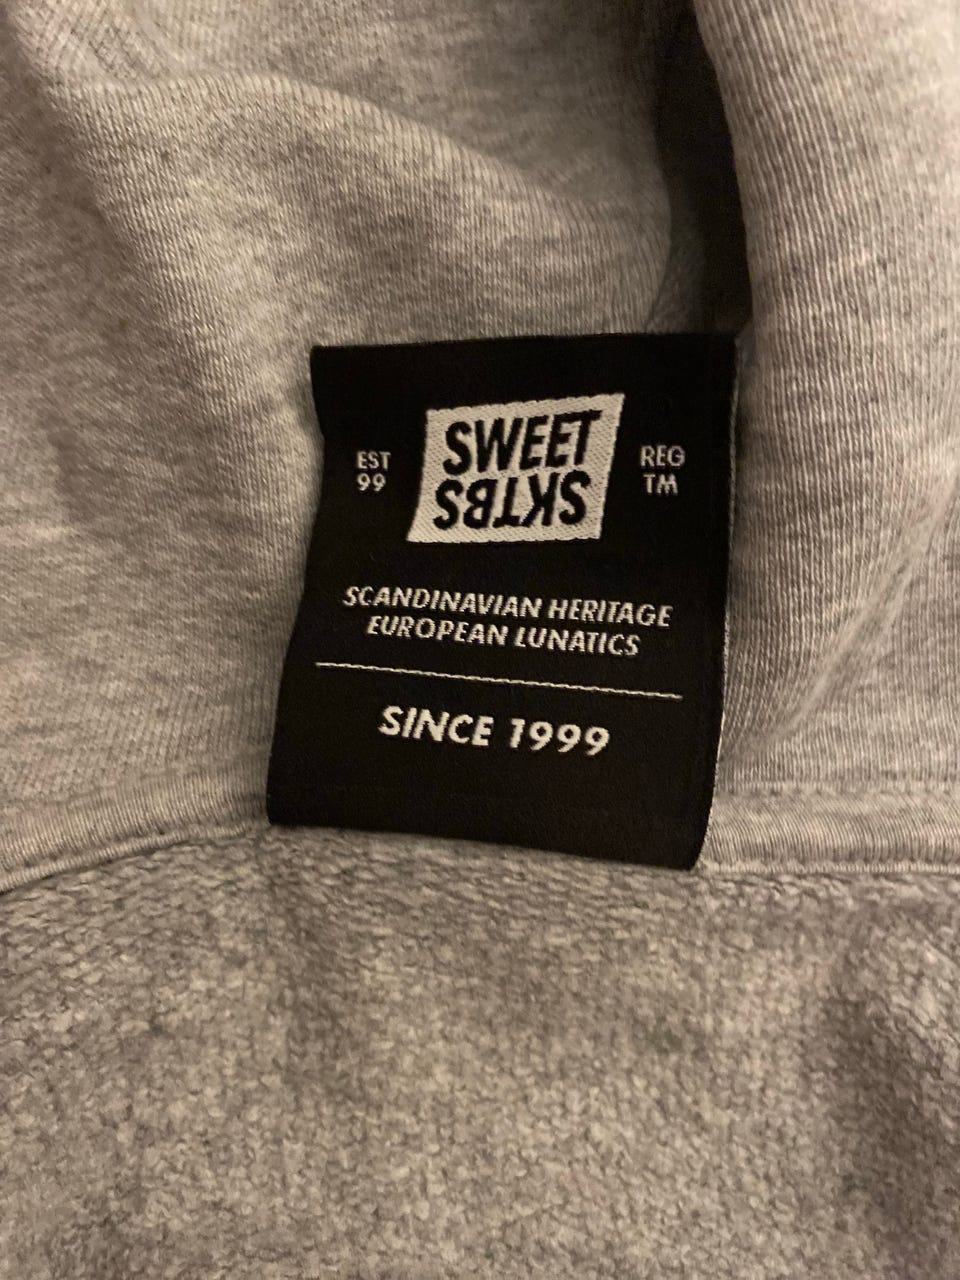 EST
99
SWEET
SKTBS
REG
TM
SCANDINAVIAN HERITAGE
EUROPEAN LUNATICS
SINCE 1999